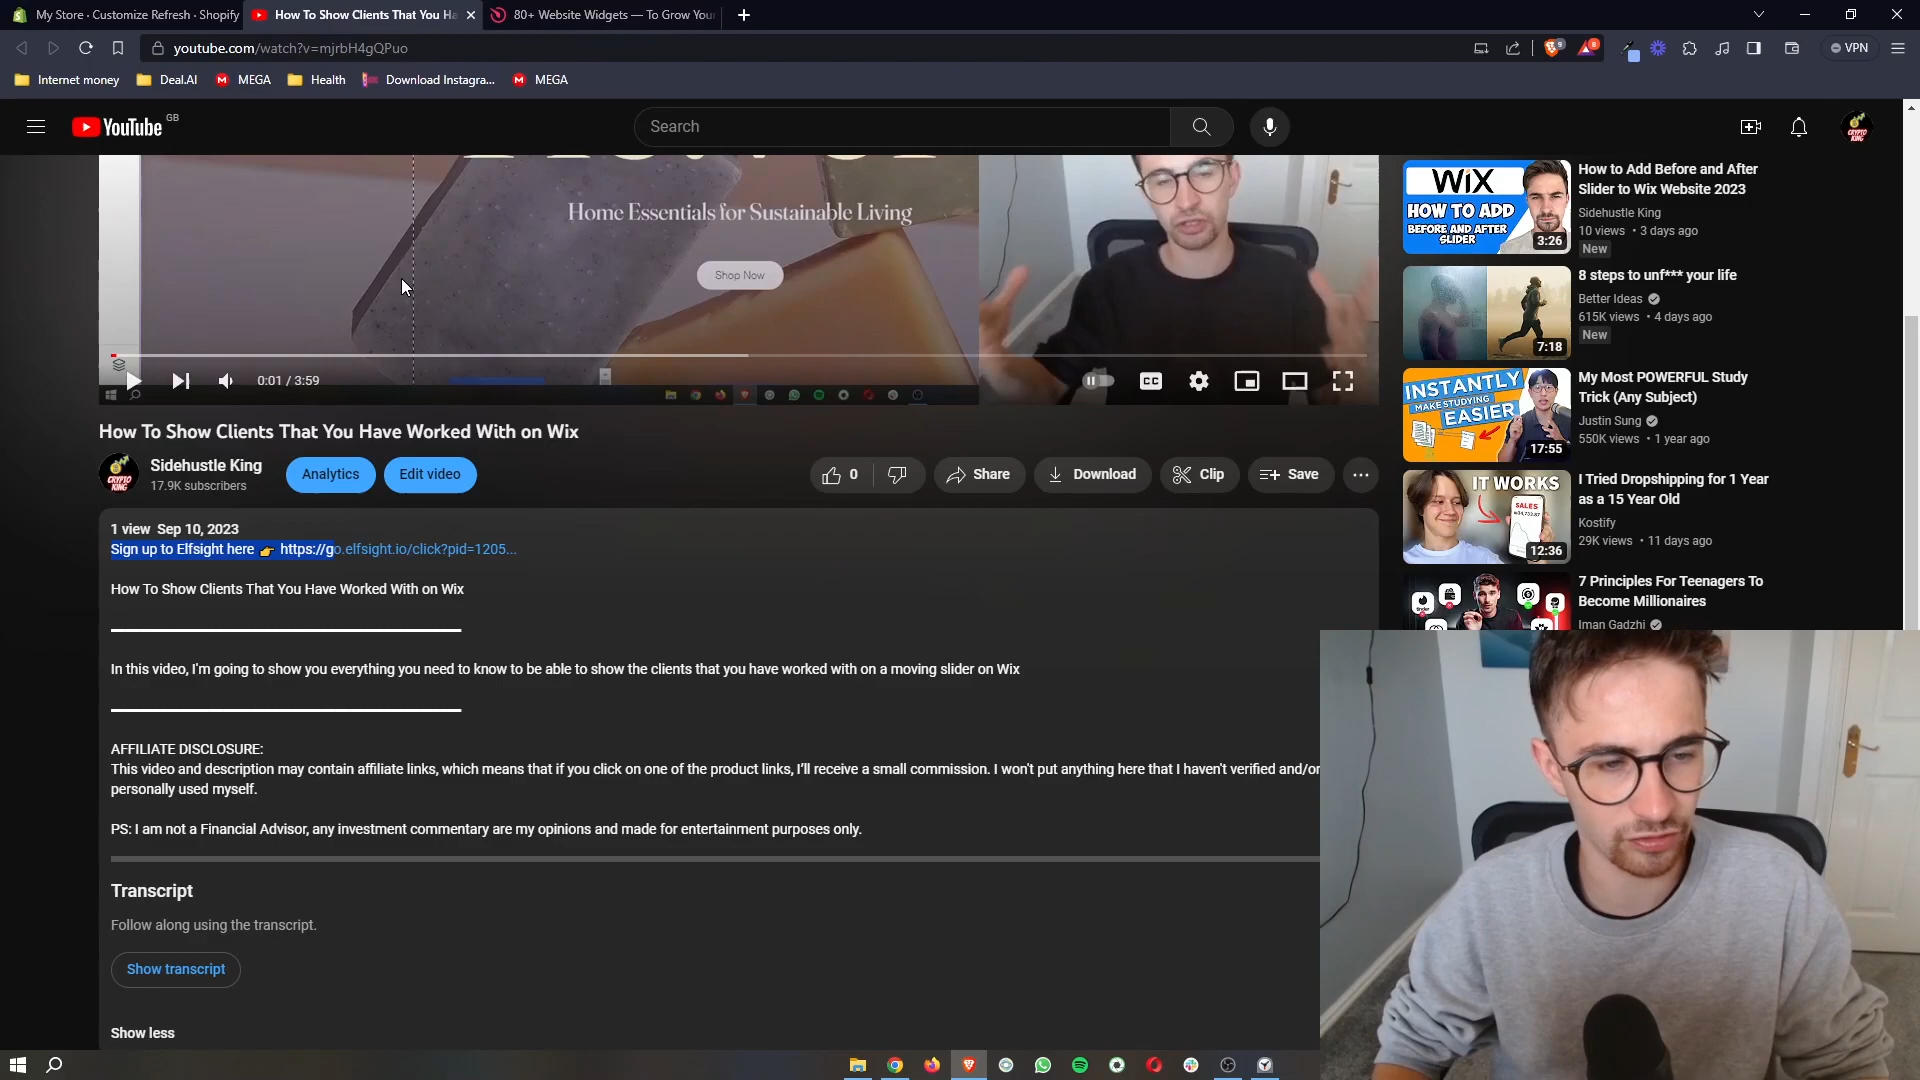 My Store · Customize Refresh · Shopify
How To Show Clients That You Ha
80+ Website Widgets — To Grow Your
youtube.com/watch?v=mjrbH4gQPuo
9
8
VPN
Internet money
Deal.AI
MEGA
Health
Download Instagra...
MEGA
YouTube GB
Search
Home Essentials for Sustainable Living
Shop Now
0:01 / 3:59
CC
How To Show Clients That You Have Worked With on Wix
Sidehustle King
17.9K subscribers
Analytics
Edit video
0
Share
Download
Clip
Save
1 view Sep 10, 2023
Sign up to Elfsight here 👉 https://go.elfsight.io/click?pid=1205...
How To Show Clients That You Have Worked With on Wix
In this video, I'm going to show you everything you need to know to be able to show the clients that you have worked with on a moving slider on Wix
AFFILIATE DISCLOSURE:
This video and description may contain affiliate links, which means that if you click on one of the product links, I’ll receive a small commission. I won't put anything here that I haven't verified and/or
personally used myself.
PS: I am not a Financial Advisor, any investment commentary are my opinions and made for entertainment purposes only.
Transcript
Follow along using the transcript.
Show transcript
Show less
WiX
HOW TO ADD
BEFORE AND AFTER
SLIDER
3:26
How to Add Before and After
Slider to Wix Website 2023
Sidehustle King
10 views • 3 days ago
New
7:18
8 steps to unf*** your life
Better Ideas
615K views • 4 days ago
New
INSTANTLY
MAKE STUDYING
EASIER
17:55
My Most POWERFUL Study
Trick (Any Subject)
Justin Sung
550K views • 1 year ago
IT WORKS
SALES
12:36
I Tried Dropshipping for 1 Year
as a 15 Year Old
Kostify
29K views • 11 days ago
7 Principles For Teenagers To
Become Millionaires
Iman Gadzhi